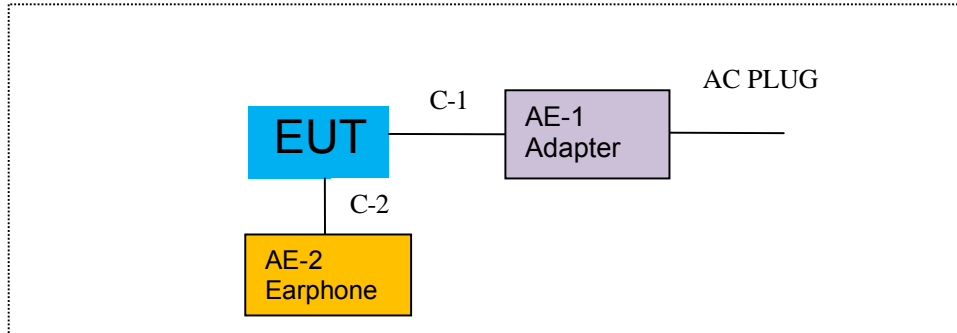 AC PLUG
C-1
AE-1
Adapter
EUT
C-2
AE-2
Earphone